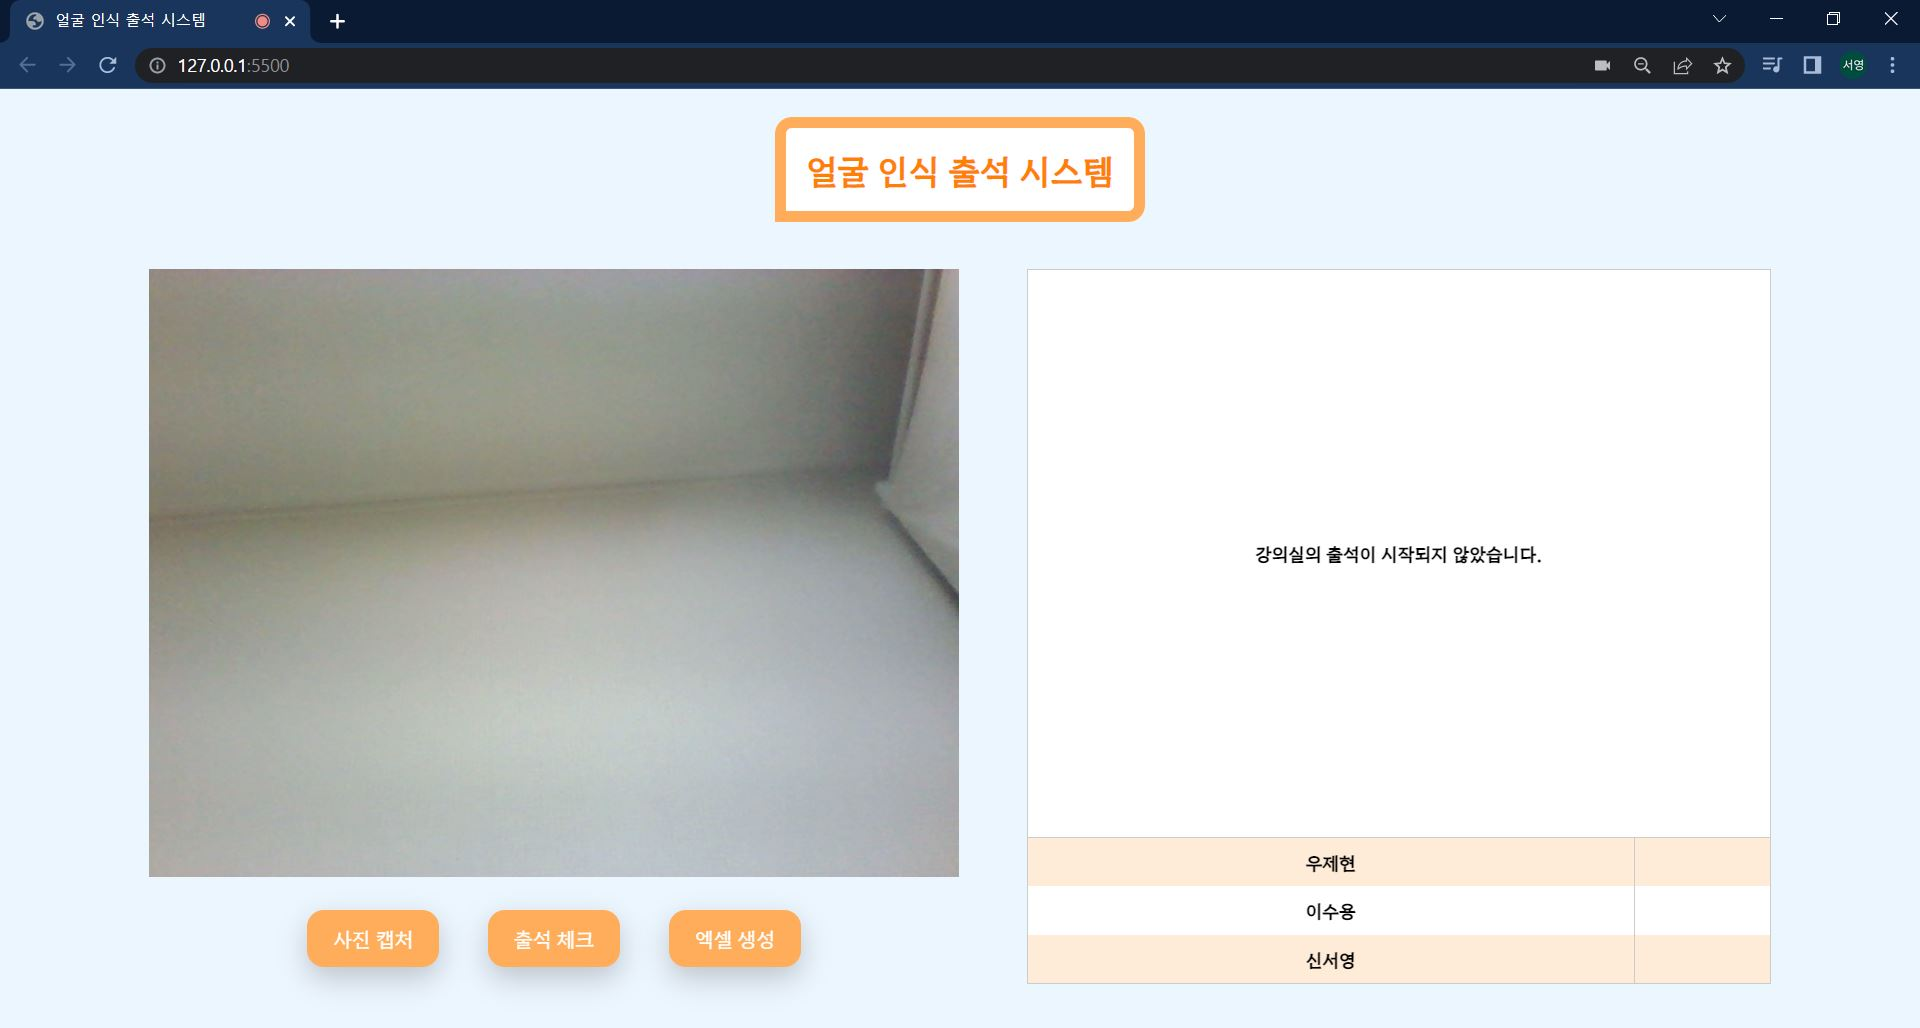 얼굴 인식 출석 시스템
127.0.0.1:5500
서영
얼굴 인식 출석 시스템
강의실의 출석이 시작되지 않았습니다.
우제현
이수용
신서영
사진 캡처
출석 체크
엑셀 생성